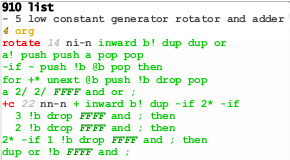 910 list
- 5 low constant generator rotator and adder
4 org
rotate 14 ni-n inward b! dup dup or
a! push push a pop pop
-if - push !b @b pop then
for +* unext @b push !b drop pop
a 2/ 2/ FFFF and or ;
+c 22 nn-n + inward b! dup -if 2* -if
3 !b drop FFFF and ; then
2 !b drop FFFF and ; then
2* -if 1 !b drop FFFF and ; then
dup or !b FFFF and ;